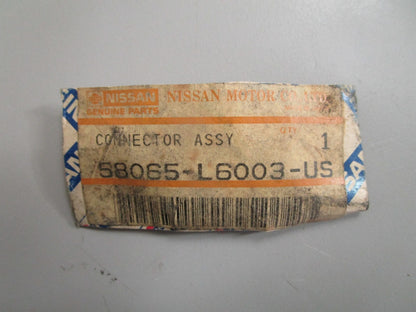 NISSAN NISSAN MOTOR
GENUINE PARTS
CONNECTOR ASSY 1
58065-L6003-US